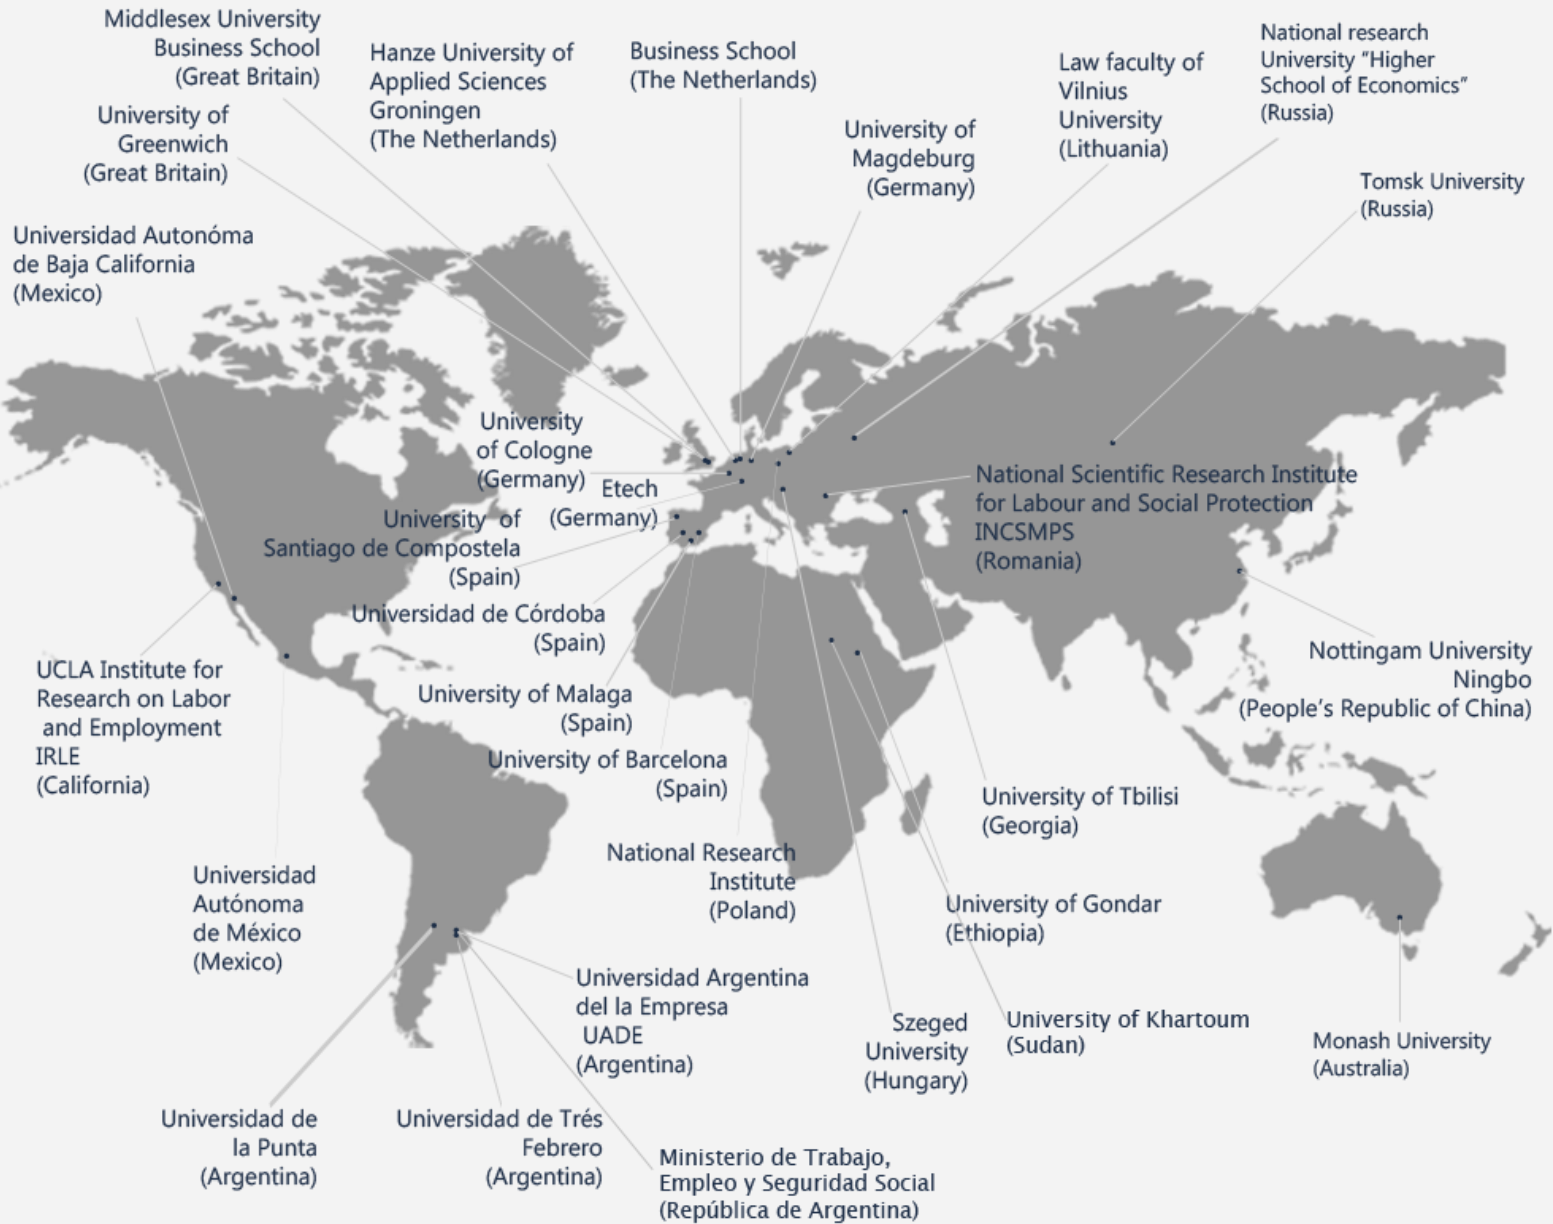 Middlesex University
Business School
(Great Britain)
Hanze University of
Applied Sciences
Groningen
(The Netherlands)
Business School
(The Netherlands)
Law faculty of
Vilnius
University
(Lithuania)
National research
University “Higher
School of Economics”
(Russia)
University of
Greenwich
(Great Britain)
University of
Magdeburg
(Germany)
Tomsk University
(Russia)
Universidad Autonóma
de Baja California
(Mexico)
University
of Cologne
(Germany)
Etech
(Germany)
National Scientific Research Institute
for Labour and Social Protection
INCSMPS
(Romania)
University of
Santiago de Compostela
(Spain)
Universidad de Córdoba
(Spain)
UCLA Institute for
Research on Labor
and Employment
IRLE
(California)
University of Malaga
(Spain)
Nottingam University
Ningbo
(People’s Republic of China)
University of Barcelona
(Spain)
University of Tbilisi
(Georgia)
National Research
Institute
(Poland)
Universidad
Autónoma
de México
(Mexico)
University of Gondar
(Ethiopia)
Universidad Argentina
del la Empresa
UADE
(Argentina)
Szeged
University
(Hungary)
University of Khartoum
(Sudan)
Monash University
(Australia)
Universidad de
la Punta
(Argentina)
Universidad de Trés
Febrero
(Argentina)
Ministerio de Trabajo,
Empleo y Seguridad Social
(República de Argentina)